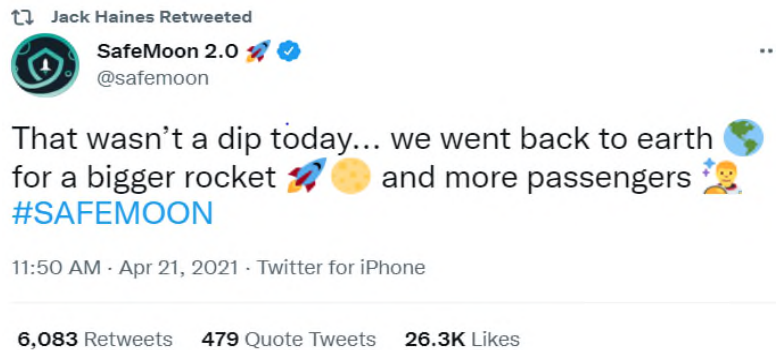 Jack Haines Retweeted
SafeMoon 2.0 🚀
@safemoon
That wasn’t a dip today... we went back to earth 🌎
for a bigger rocket 🚀🌕 and more passengers
#SAFEMOON
11:50 AM · Apr 21, 2021 · Twitter for iPhone
6,083 Retweets 479 Quote Tweets 26.3K Likes